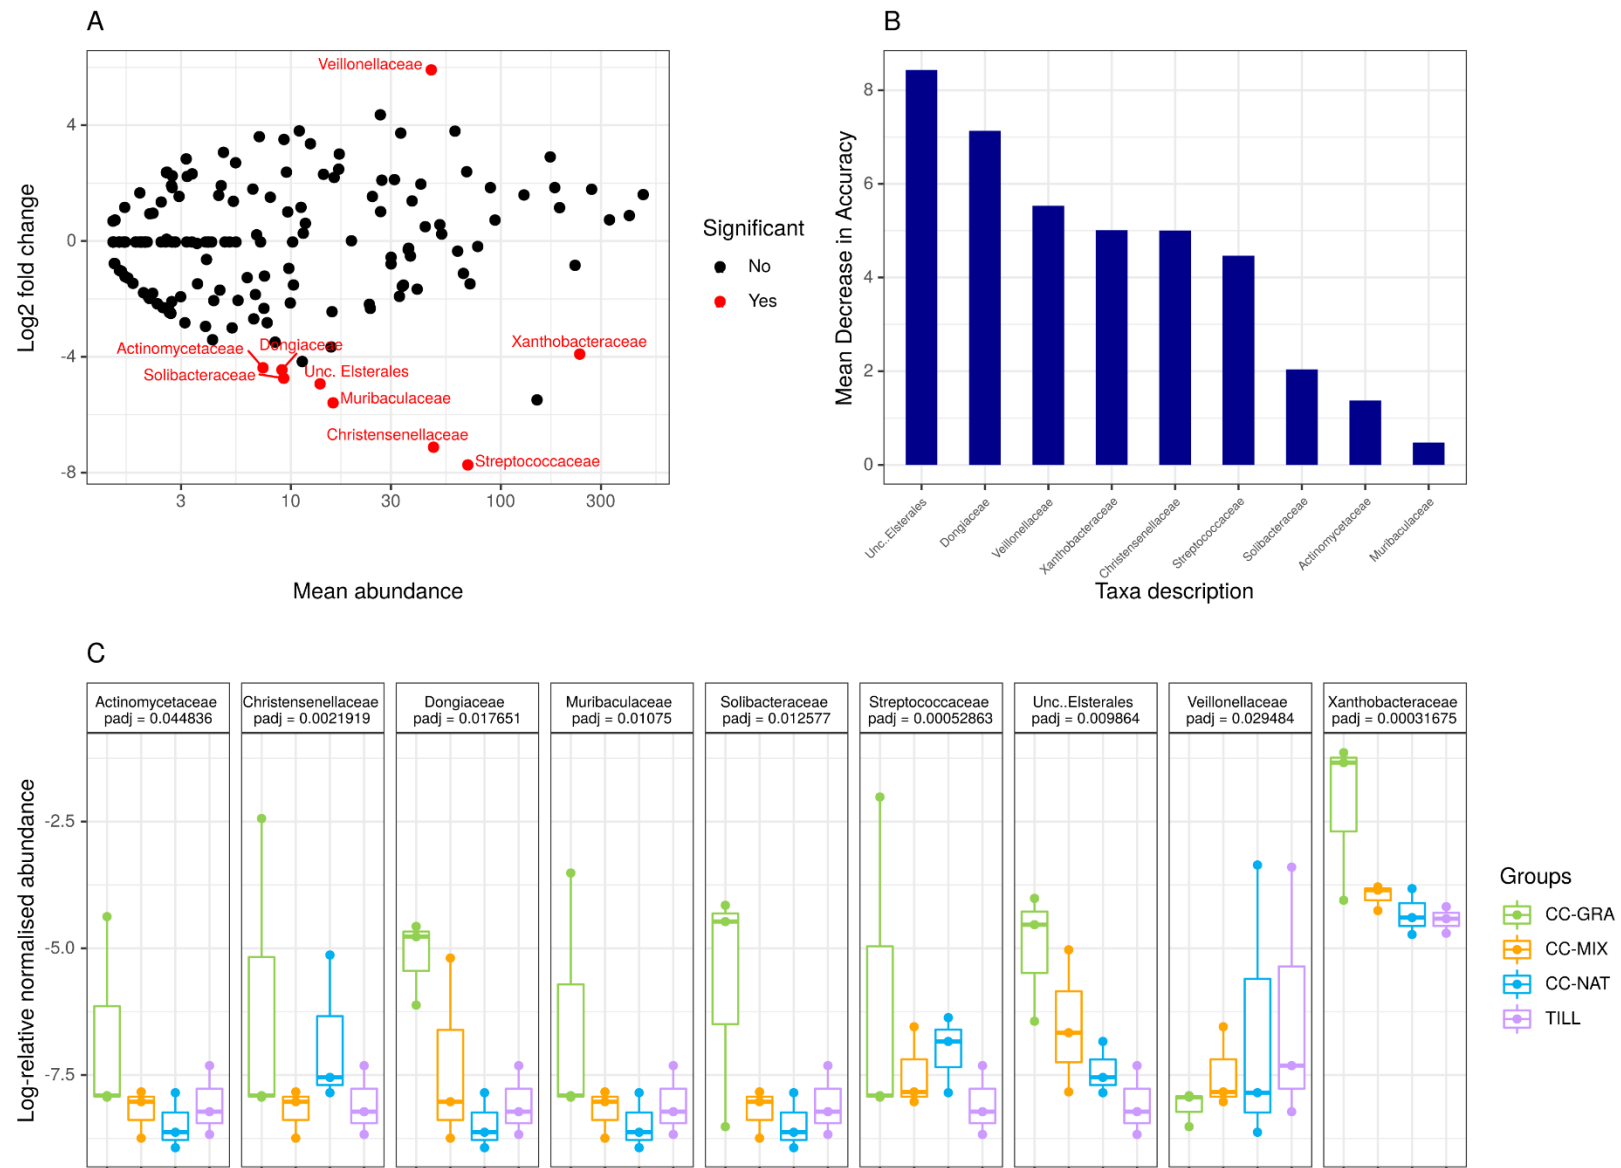 A
Log2 fold change
4
0
-4
-8
Veillonellaceae
Actinomycetaceae
Dongiaceae
Solibacteraceae
Unc. Elsterales
Muribaculaceae
Christensenellaceae
Streptococcaceae
Xanthobacteraceae
3
10
30
100
300
Mean abundance
Significant
No
Yes
B
Mean Decrease in Accuracy
8
6
4
2
0
Unc..Elsterales
Dongiaceae
Veillonellaceae
Xanthobacteraceae
Christensenellaceae
Streptococcaceae
Solibacteraceae
Actinomycetaceae
Muribaculaceae
Taxa description
C
Log-relative normalised abundance
-2.5
-5.0
-7.5
Actinomycetaceae
padj = 0.044836
Christensenellaceae
padj = 0.0021919
Dongiaceae
padj = 0.017651
Muribaculaceae
padj = 0.01075
Solibacteraceae
padj = 0.012577
Streptococcaceae
padj = 0.00052863
Unc..Elsterales
padj = 0.009864
Veillonellaceae
padj = 0.029484
Xanthobacteraceae
padj = 0.00031675
Groups
CC-GRA
CC-MIX
CC-NAT
TILL